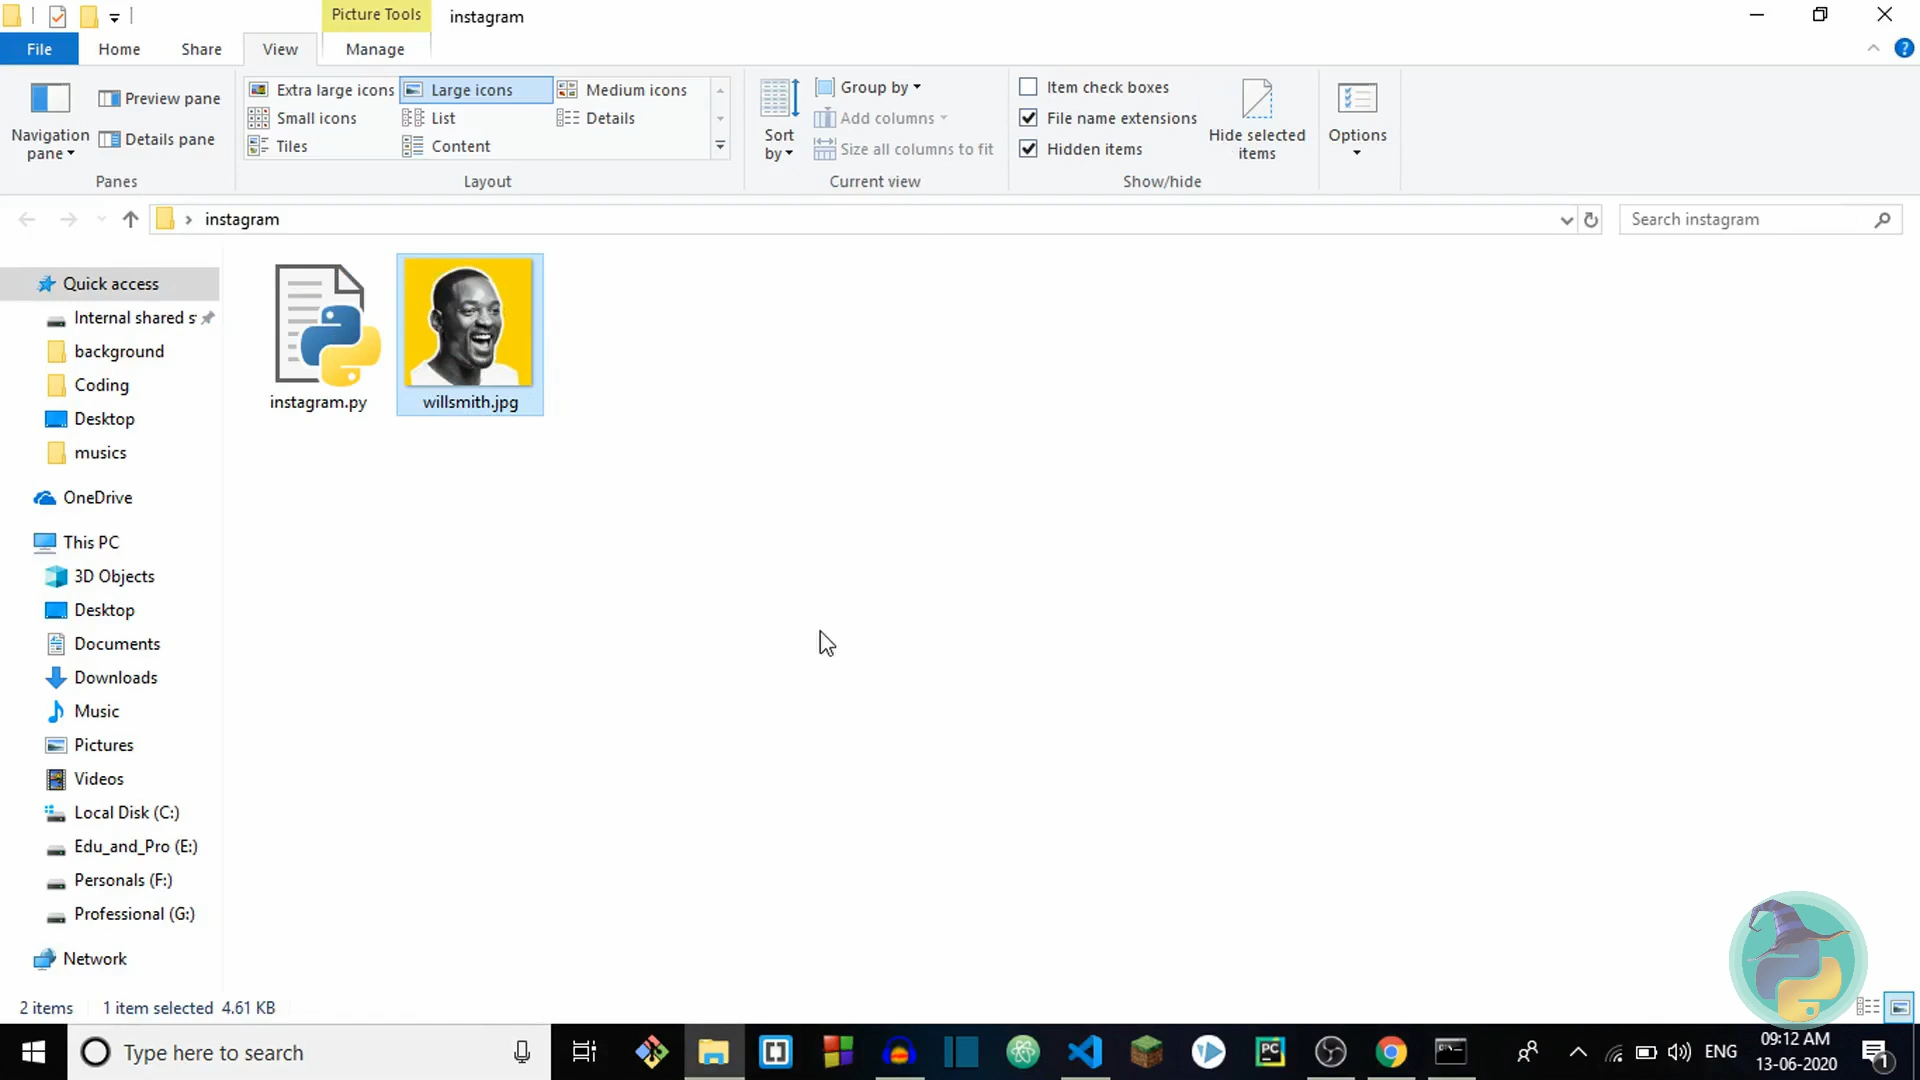 Picture Tools
instagram
File
Home
Share
View
Manage
Navigation pane
Preview pane
Details pane
Panes
Extra large icons
Large icons
Medium icons
Small icons
List
Details
Tiles
Content
Layout
Sort by
Group by
Add columns
Size all columns to fit
Current view
Item check boxes
File name extensions
Hidden items
Hide selected items
Show/hide
Options
instagram
Search instagram
Quick access
Internal shared s
background
Coding
Desktop
musics
OneDrive
This PC
3D Objects
Desktop
Documents
Downloads
Music
Pictures
Videos
Local Disk (C:)
Edu_and_Pro (E:)
Personals (F:)
Professional (G:)
Network
instagram.py
willsmith.jpg
2 items
1 item selected 4.61 KB
Type here to search
PC
ENG
09:12 AM
13-06-2020
1